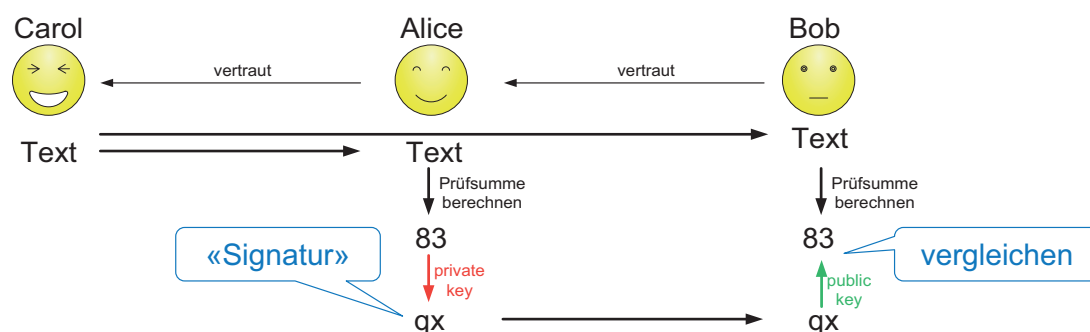 Carol Alice Bob
vertraut vertraut
Text Text Text
Prüfsumme Prüfsumme
berechnen berechnen
83 83
«Signatur» vergleichen
private public
key key
qx qx